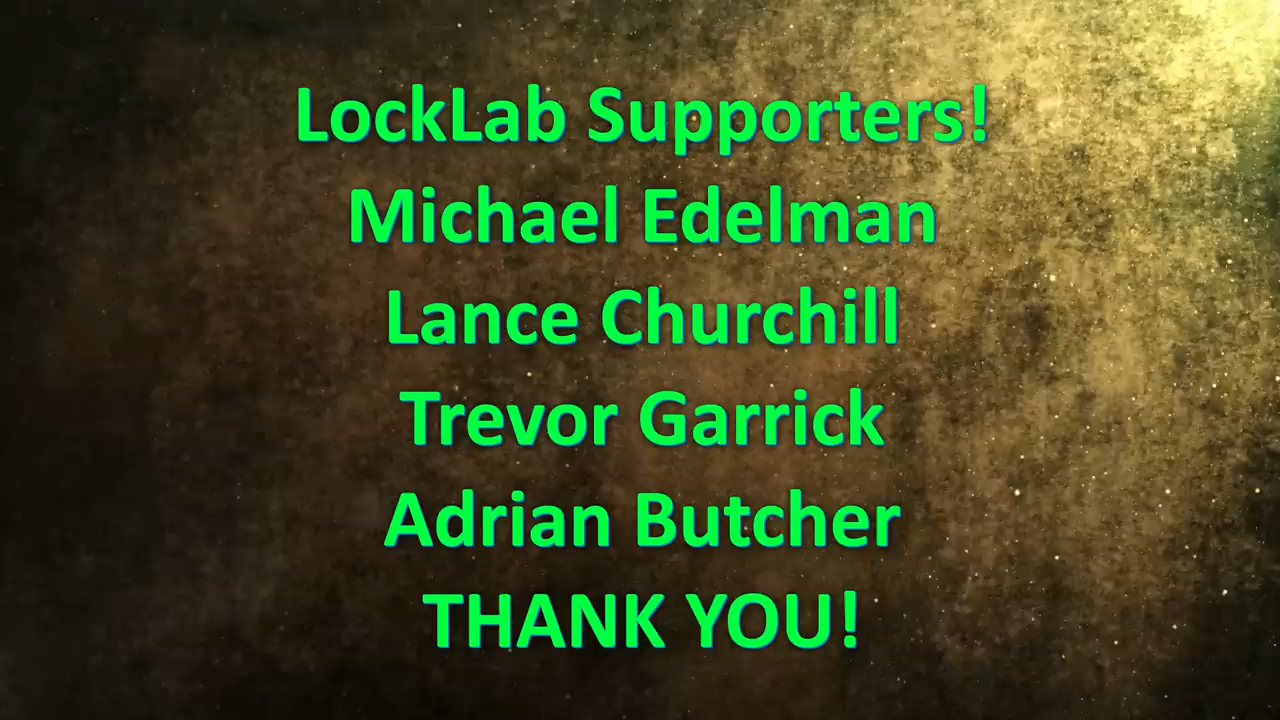 LockLab Supporters!
Michael Edelman
Lance Churchill
Trevor Garrick
Adrian Butcher
THANK YOU!